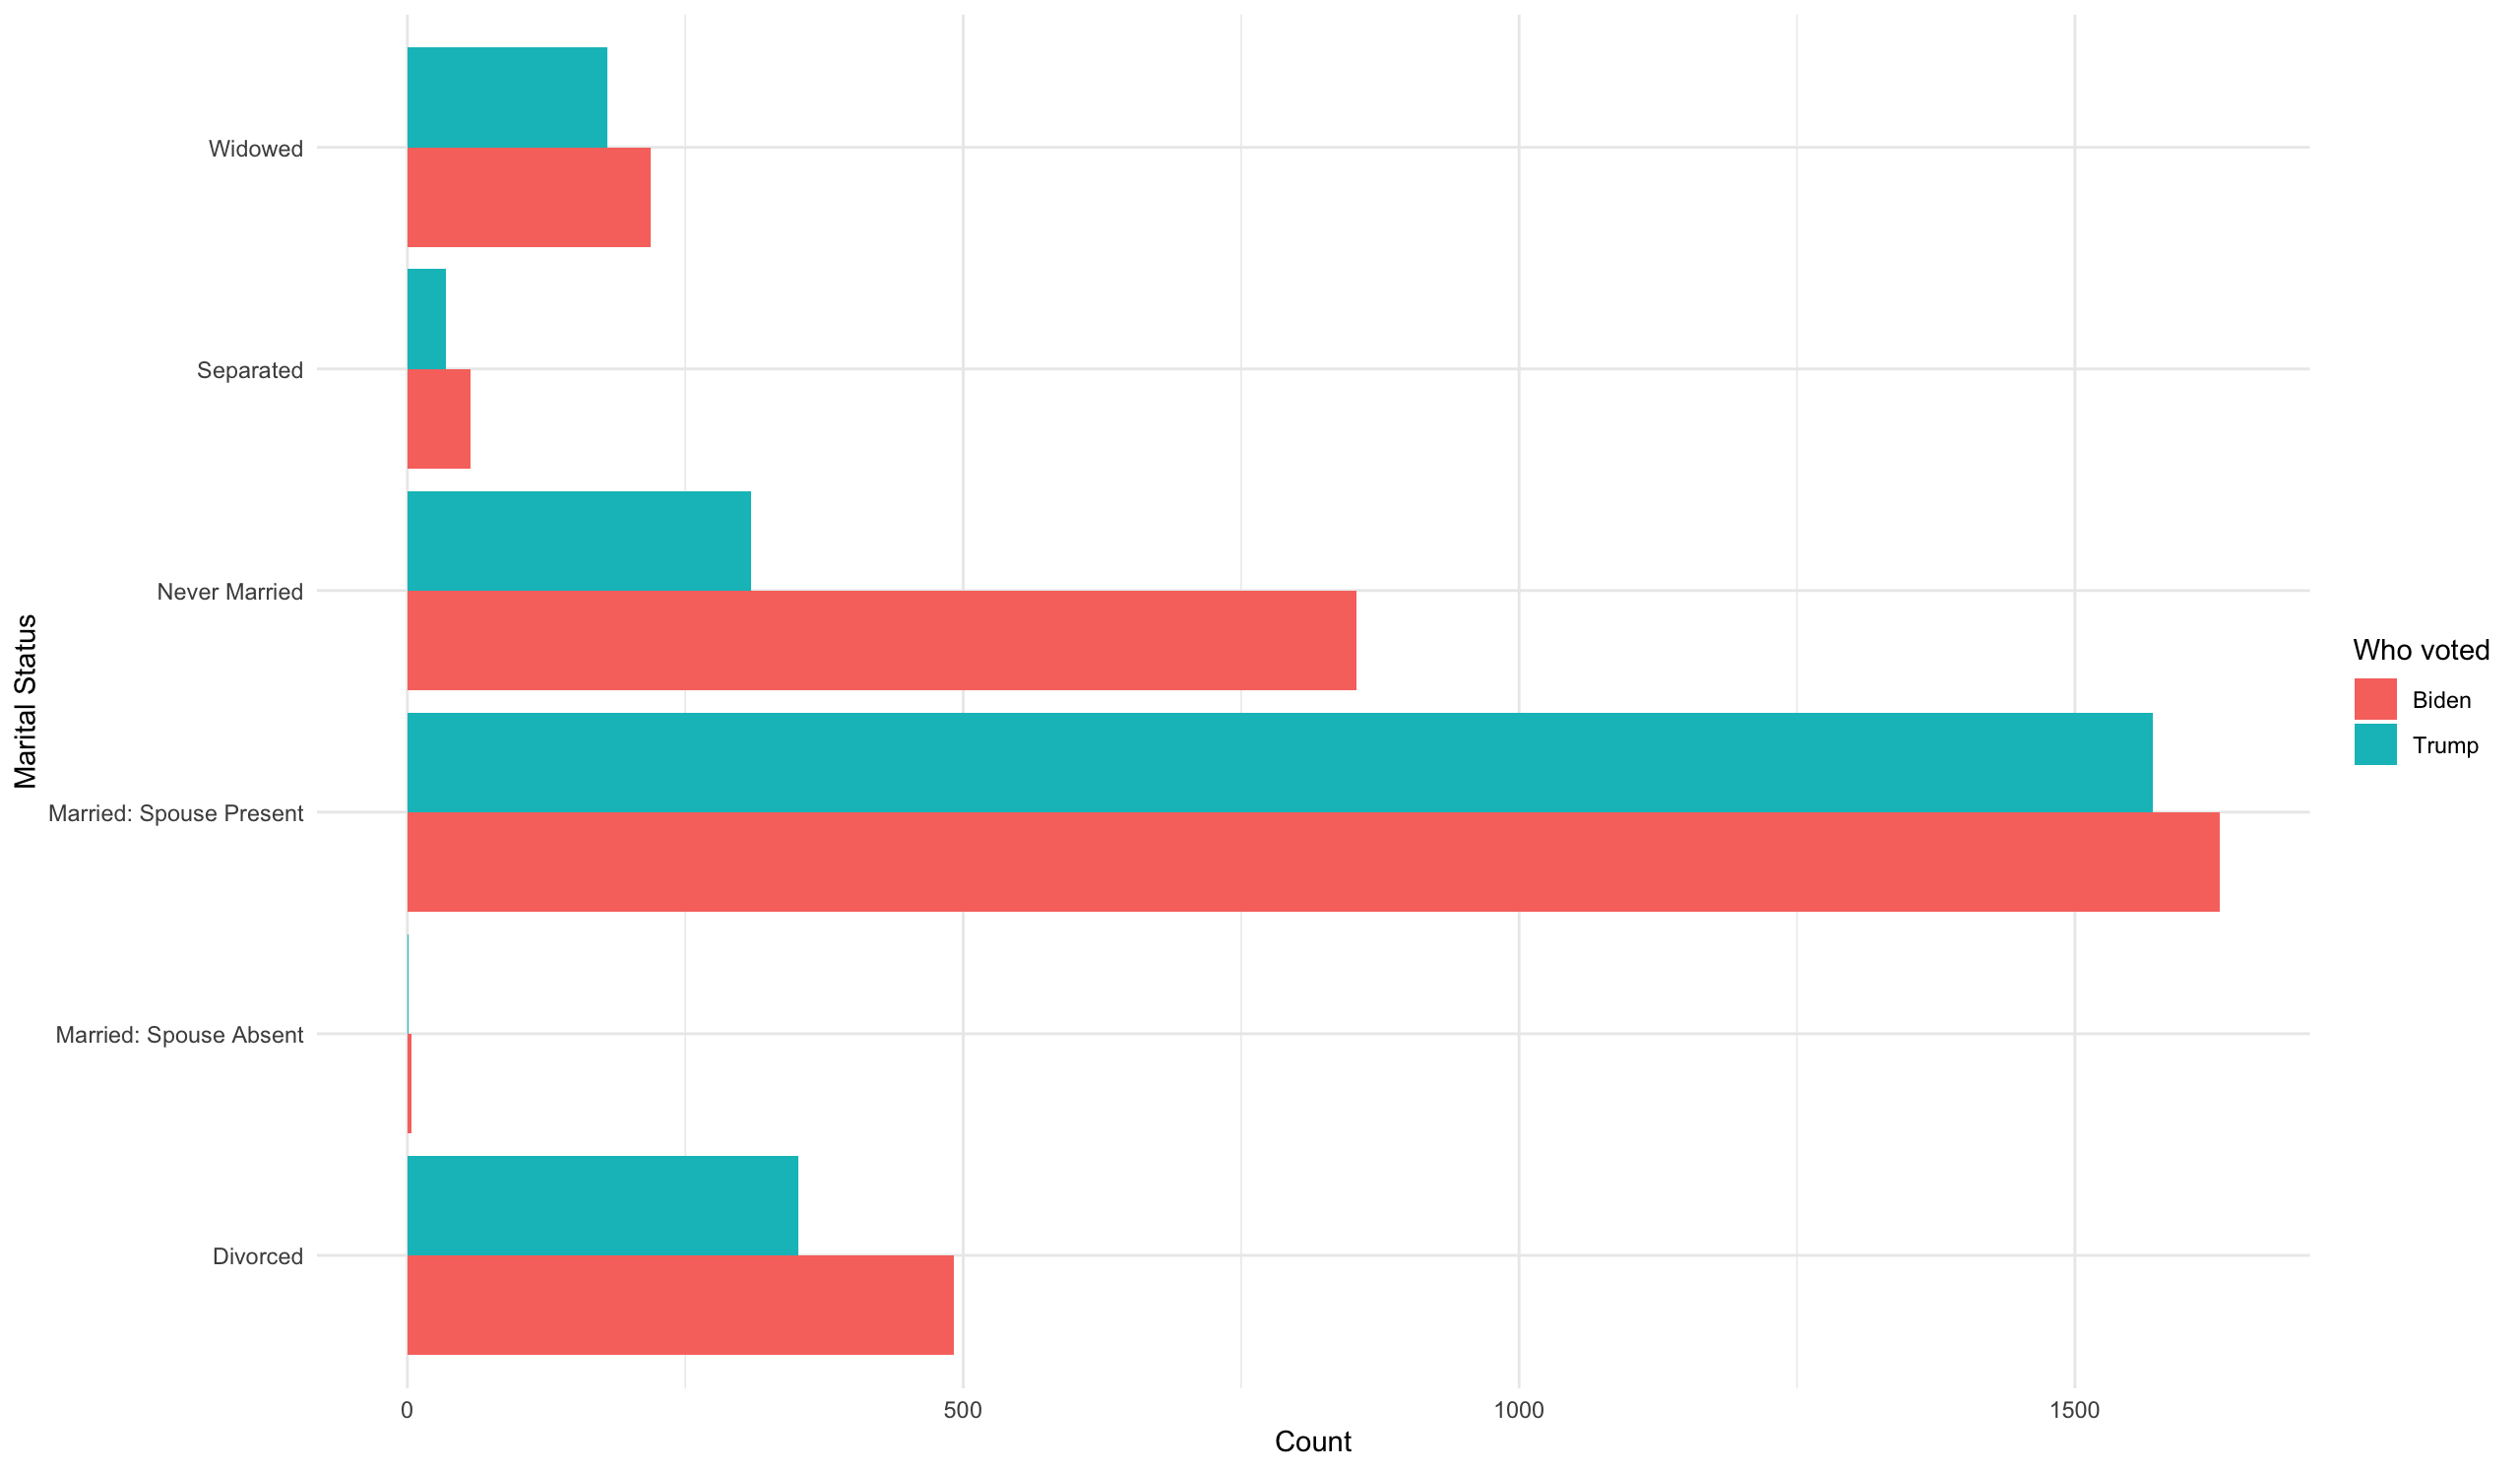 Widowed
Separated
Never Married
Married: Spouse Present
Married: Spouse Absent
Divorced
Marital Status
0 500 1000 1500
Count
Who voted
Biden
Trump